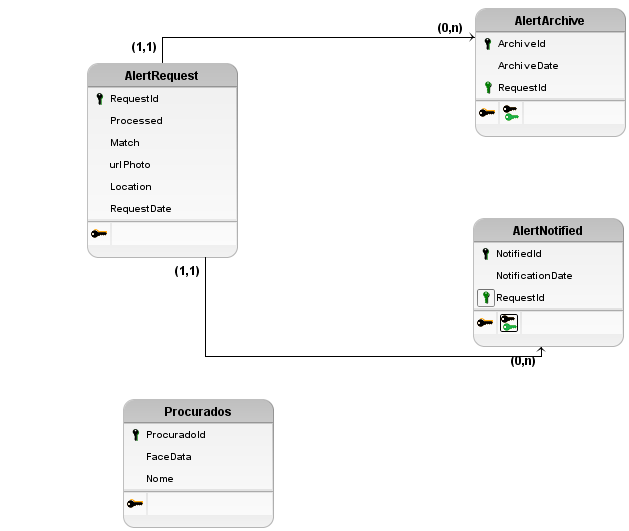 (0,n)
AlertArchive
ArchiveId
ArchiveDate
RequestId
(1,1)
AlertRequest
RequestId
Processed
Match
urlPhoto
Location
RequestDate
(1,1)
AlertNotified
NotifiedId
NotificationDate
RequestId
(0,n)
Procurados
ProcuradoId
FaceData
Nome